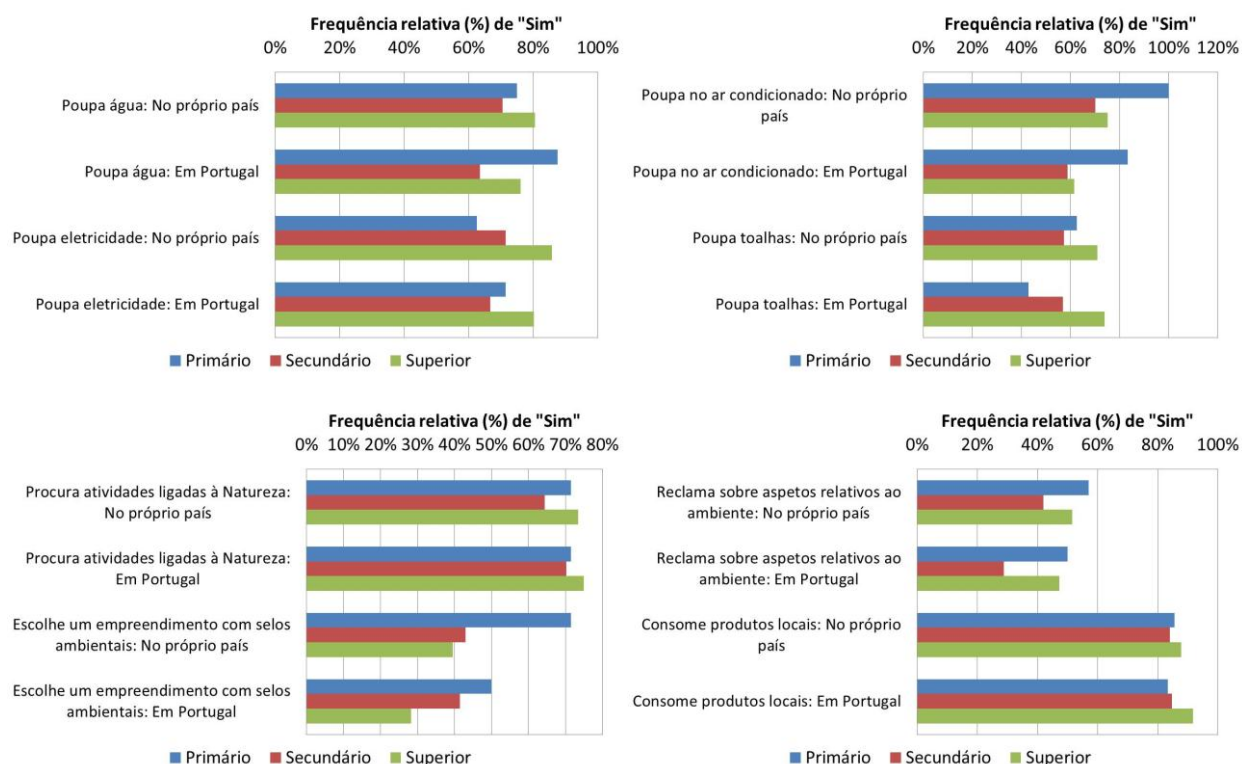 Frequência relativa (%) de "Sim"
0% 20% 40% 60% 80% 100%
Poupa água: No próprio país
Poupa água: Em Portugal
Poupa eletricidade: No próprio país
Poupa eletricidade: Em Portugal
Primário Secundário Superior
Frequência relativa (%) de "Sim"
0% 20% 40% 60% 80% 100% 120%
Poupa no ar condicionado: No próprio
país
Poupa no ar condicionado: Em Portugal
Poupa toalhas: No próprio país
Poupa toalhas: Em Portugal
Primário Secundário Superior
Frequência relativa (%) de "Sim"
0% 10% 20% 30% 40% 50% 60% 70% 80%
Procura atividades ligadas à Natureza:
No próprio país
Procura atividades ligadas à Natureza:
Em Portugal
Escolhe um empreendimento com selos
ambientais: No próprio país
Escolhe um empreendimento com selos
ambientais: Em Portugal
Primário Secundário Superior
Frequência relativa (%) de "Sim"
0% 20% 40% 60% 80% 100%
Reclama sobre aspetos relativos ao
ambiente: No próprio país
Reclama sobre aspetos relativos ao
ambiente: Em Portugal
Consome produtos locais: No próprio
país
Consome produtos locais: Em Portugal
Primário Secundário Superior